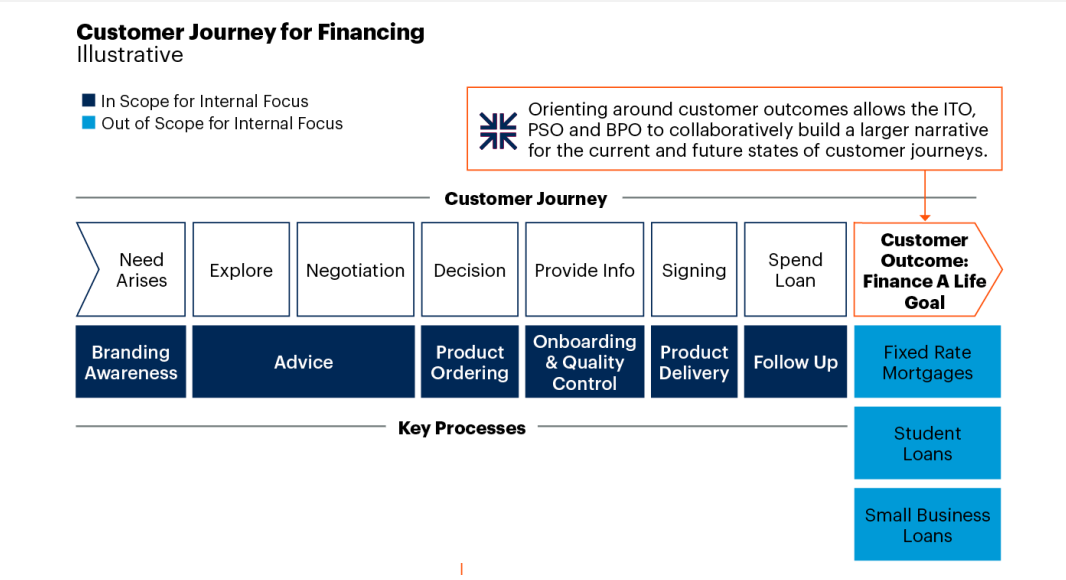 Customer Journey for Financing
Illustrative
In Scope for Internal Focus
Out of Scope for Internal Focus
Orienting around customer outcomes allows the ITO,
PSO and BPO to collaboratively build a larger narrative
for the current and future states of customer journeys.
Customer Journey
Need
Arises
Explore
Negotiation
Decision
Provide Info
Signing
Spend
Loan
Customer
Outcome:
Finance A Life
Goal
Branding
Awareness
Advice
Product
Ordering
Onboarding
& Quality
Control
Product
Delivery
Follow Up
Fixed Rate
Mortgages
Key Processes
Student
Loans
Small Business
Loans